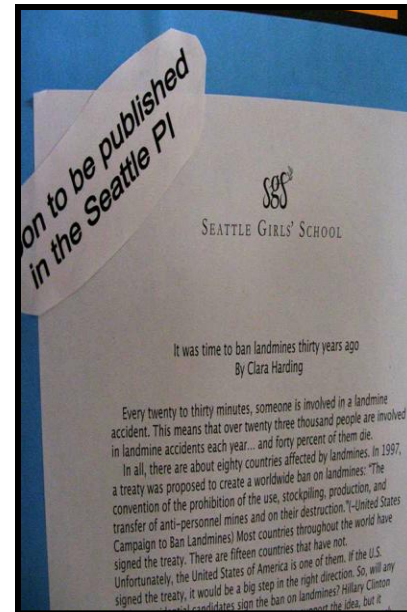 on to be published
in the Seattle PI
sgs
SEATTLE GIRLS' SCHOOL
It was time to ban landmines thirty years ago
By Clara Harding
Every twenty to thirty minutes, someone is involved in a landmine
accident. This means that over twenty three thousand people are involved
in landmine accidents each year... and forty percent of them die.
In all, there are about eighty countries affected by landmines. In 1997,
a treaty was proposed to create a worldwide ban on landmines: "The
convention of the prohibition of the use, stockpiling, production, and
transfer of anti-personnel mines and on their destruction."(-United States
Campaign to Ban Landmines) Most countries throughout the world have
signed the treaty. There are fifteen countries that have not.
Unfortunately, the United States of America is one of them. If the U.S.
signed the treaty, it would be a big step in the right direction. So, will any
candidates sign the ban on landmines? Hillary Clinton
the idea, but it